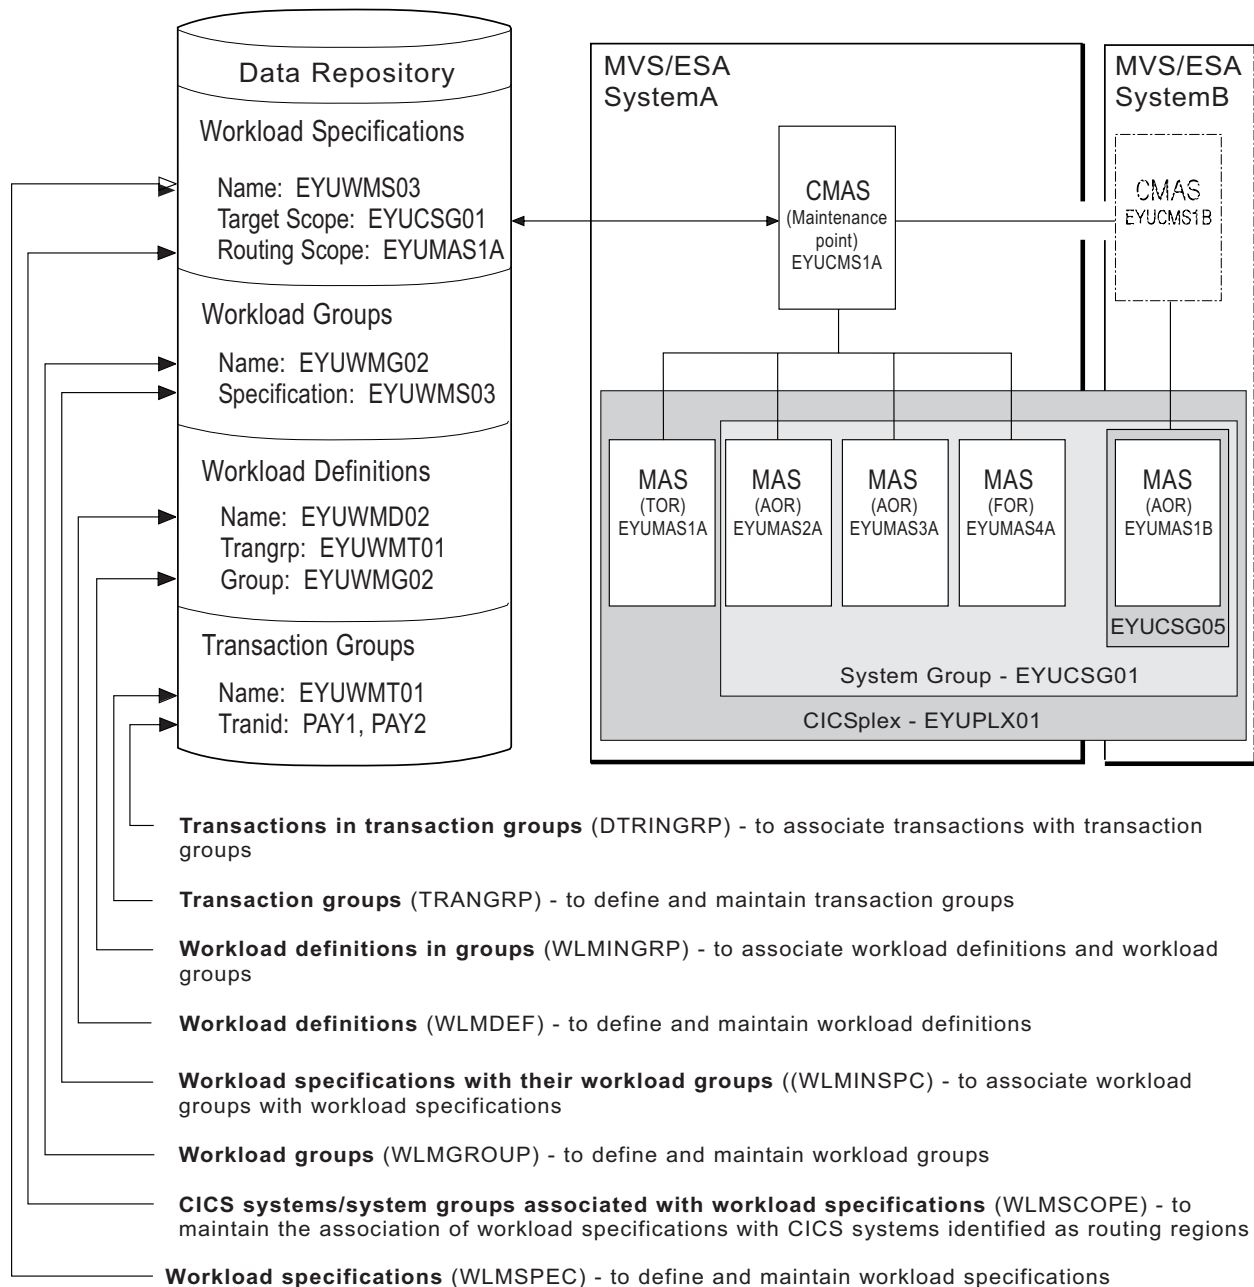 Data Repository
Workload Specifications
Name: EYUWMS03
Target Scope: EYUCSG01
Routing Scope: EYUMAS1A
Workload Groups
Name: EYUWMG02
Specification: EYUWMS03
Workload Definitions
Name: EYUWMD02
Trangrp: EYUWMT01
Group: EYUWMG02
Transaction Groups
Name: EYUWMT01
Tranid: PAY1, PAY2
MVS/ESA
SystemA
CMAS
(Maintenance
point)
EYUCMS1A
MVS/ESA
SystemB
CMAS
EYUCMS1B
MAS
(TOR)
EYUMAS1A
MAS
(AOR)
EYUMAS2A
MAS
(AOR)
EYUMAS3A
MAS
(FOR)
EYUMAS4A
MAS
(AOR)
EYUMAS1B
EYUCSG05
System Group - EYUCSG01
CICSplex - EYUPLX01
Transactions in transaction groups (DTRINGRP) - to associate transactions with transaction
groups
Transaction groups (TRANGRP) - to define and maintain transaction groups
Workload definitions in groups (WLMINGRP) - to associate workload definitions and workload
groups
Workload definitions (WLMDEF) - to define and maintain workload definitions
Workload specifications with their workload groups ((WLMINSPC) - to associate workload
groups with workload specifications
Workload groups (WLMGROUP) - to define and maintain workload groups
CICS systems/system groups associated with workload specifications (WLMSCOPE) - to
maintain the association of workload specifications with CICS systems identified as routing regions
Workload specifications (WLMSPEC) - to define and maintain workload specifications